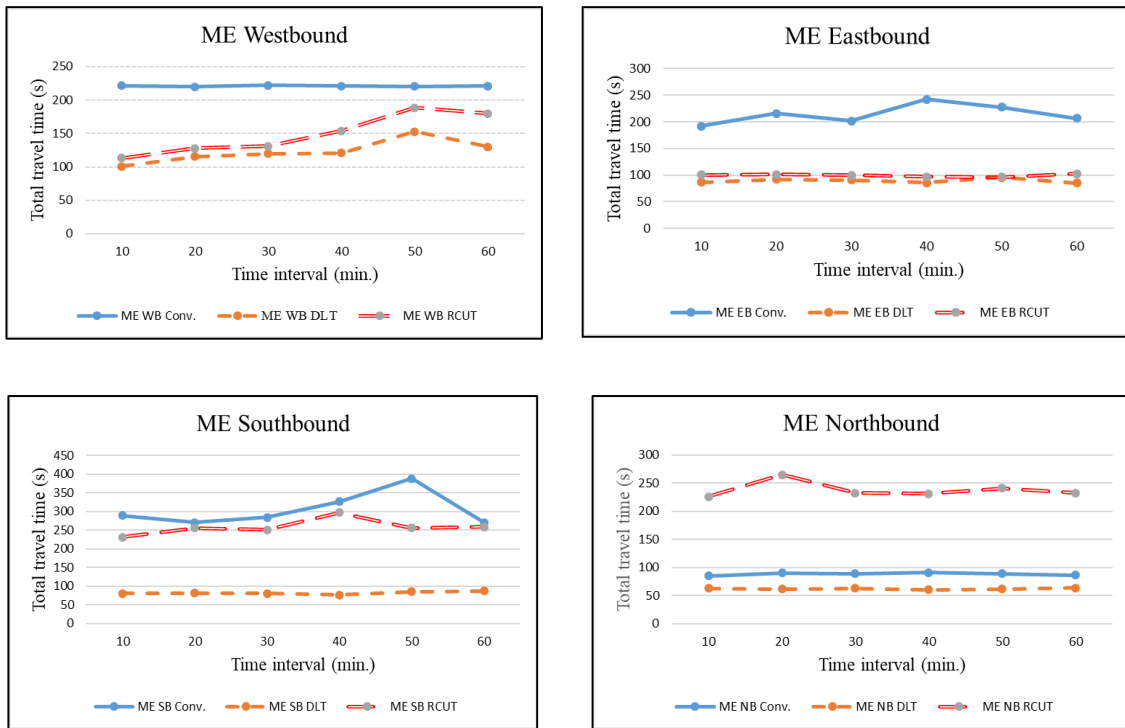 ME Westbound
Total travel time (s)
250
200
150
100
50
0
10 20 30 40 50 60
Time interval (min.)
ME WB Conv. ME WB DLT ME WB RCUT
ME Eastbound
Total travel time (s)
300
250
200
150
100
50
0
10 20 30 40 50 60
Time interval (min.)
ME EB Conv. ME EB DLT ME EB RCUT
ME Southbound
Total travel time (s)
450
400
350
300
250
200
150
100
50
0
10 20 30 40 50 60
Time interval (min.)
ME SB Conv. ME SB DLT ME SB RCUT
ME Northbound
Total travel time (s)
300
250
200
150
100
50
0
10 20 30 40 50 60
Time interval (min.)
ME NB Conv. ME NB DLT ME NB RCUT